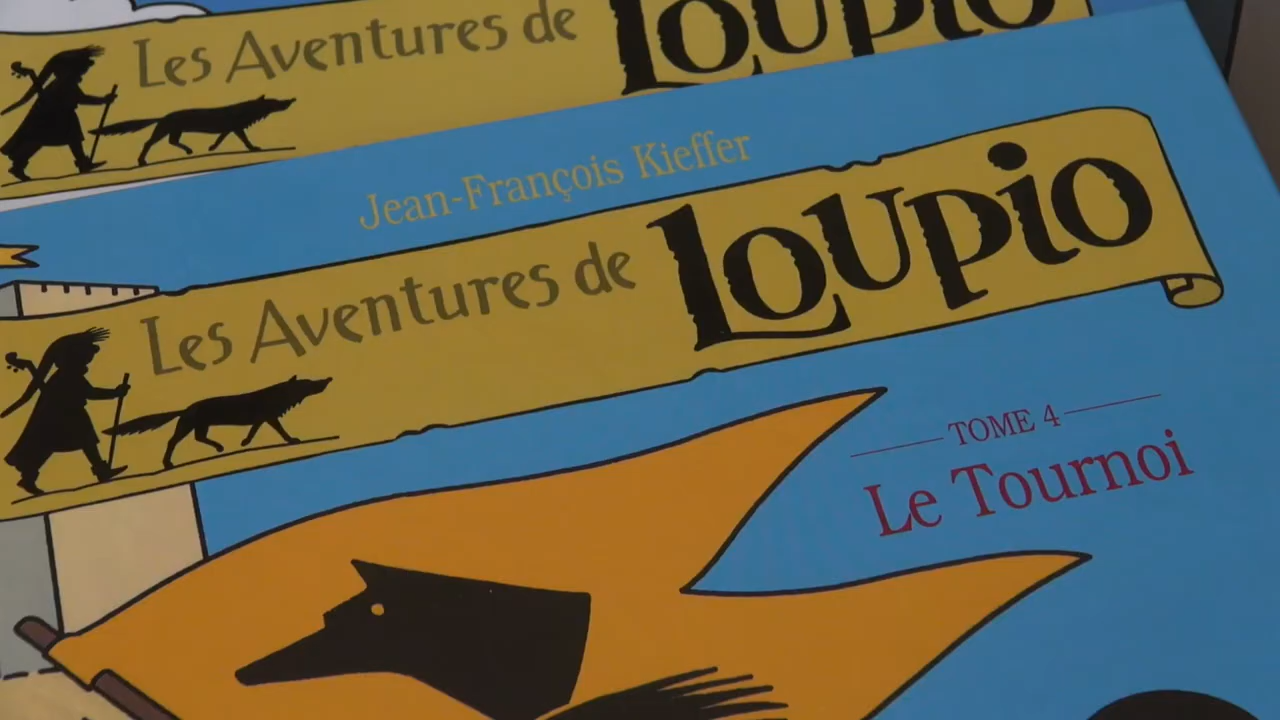 Les Aventures de Loupio
Jean-François Kieffer
Les Aventures de Loupio
TOME 4
Le Tournoi